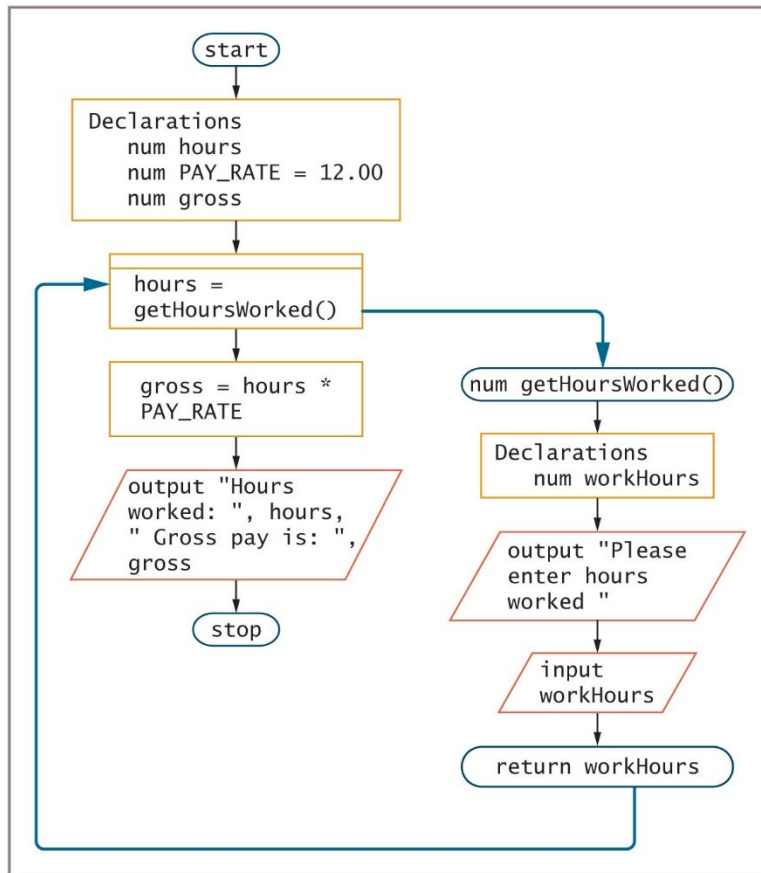 start
Declarations
num hours
num PAY_RATE = 12.00
num gross
hours =
getHoursWorked()
gross = hours *
PAY_RATE
output "Hours
worked: ", hours,
" Gross pay is: ",
gross
stop
num getHoursWorked()
Declarations
num workHours
output "Please
enter hours
worked "
input
workHours
return workHours